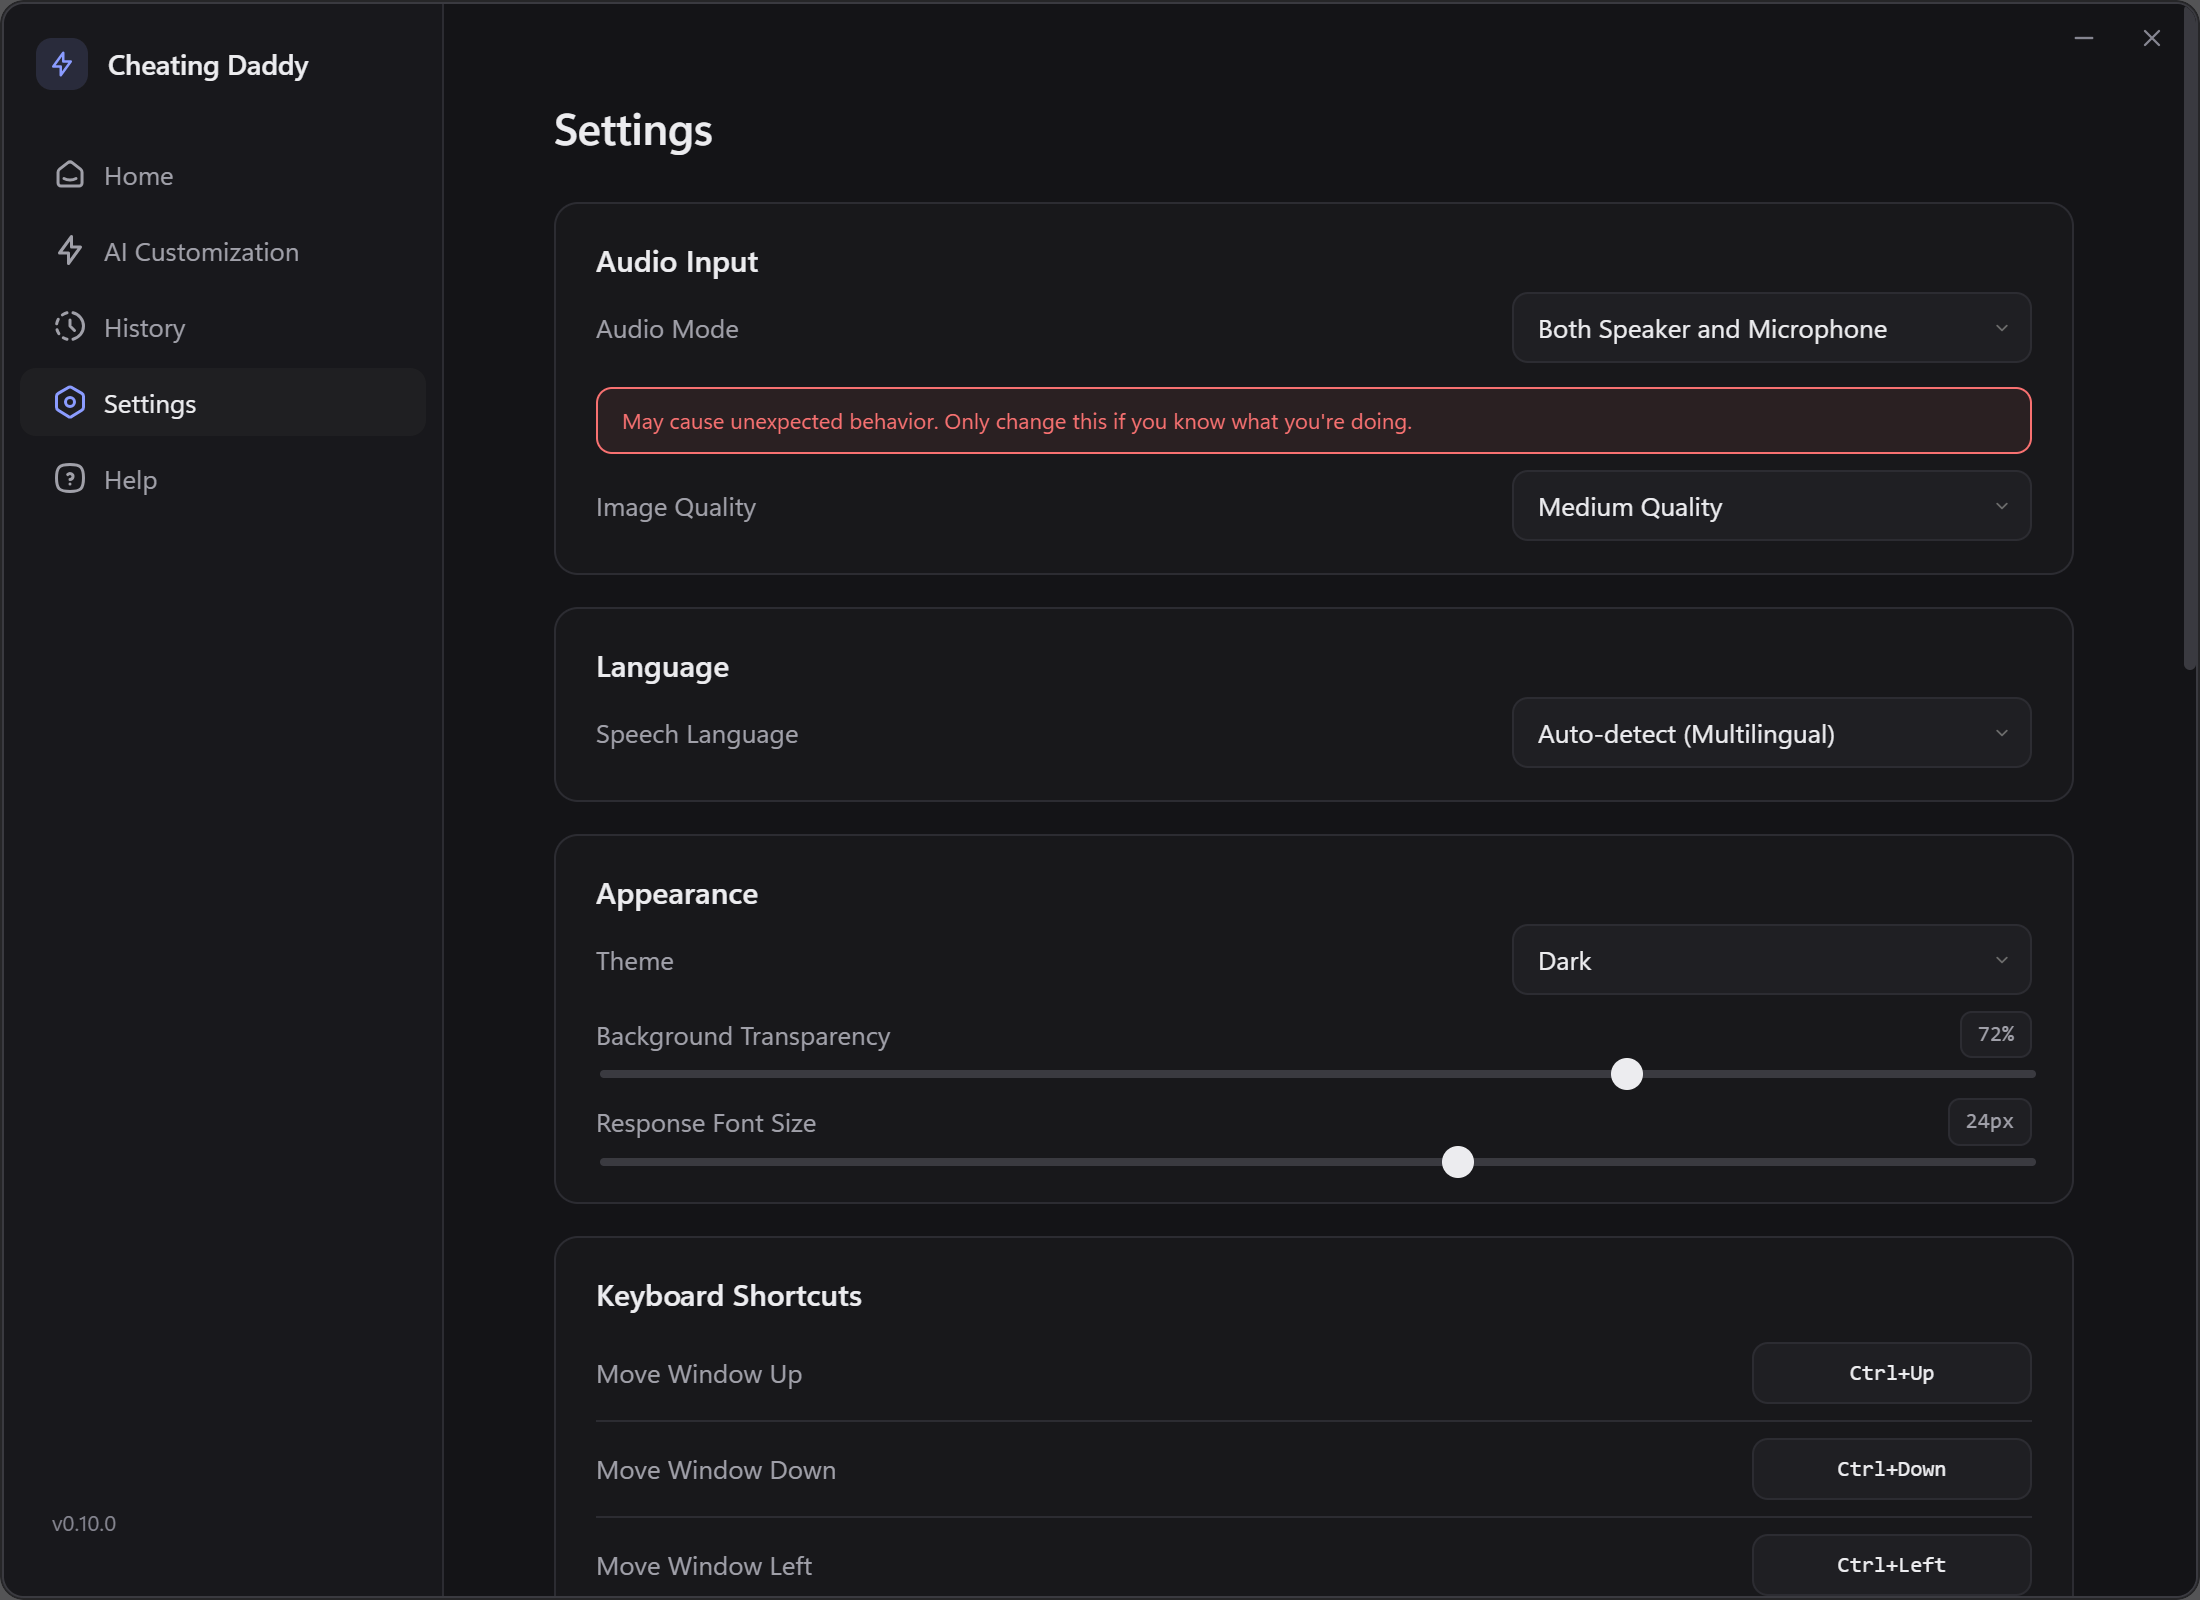 Cheating Daddy
Home
AI Customization
History
Settings
Help
v0.10.0
Settings
Audio Input
Audio Mode
Both Speaker and Microphone
May cause unexpected behavior. Only change this if you know what you're doing.
Image Quality
Medium Quality
Language
Speech Language
Auto-detect (Multilingual)
Appearance
Theme
Dark
Background Transparency
72%
Response Font Size
24px
Keyboard Shortcuts
Move Window Up
Ctrl+Up
Move Window Down
Ctrl+Down
Move Window Left
Ctrl+Left